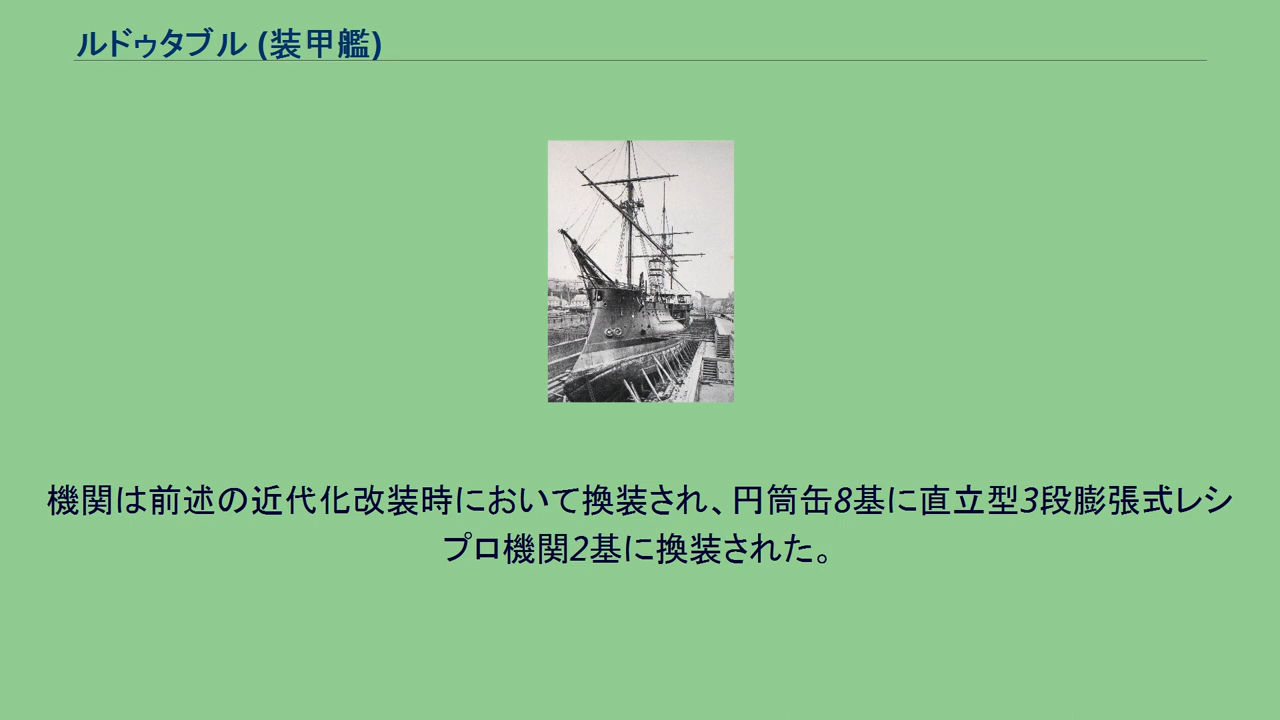 ルドゥタブル (装甲艦)
機関は前述の近代化改装時において換装され、円筒缶8基に直立型3段膨張式レシ
プロ機関2基に換装された。